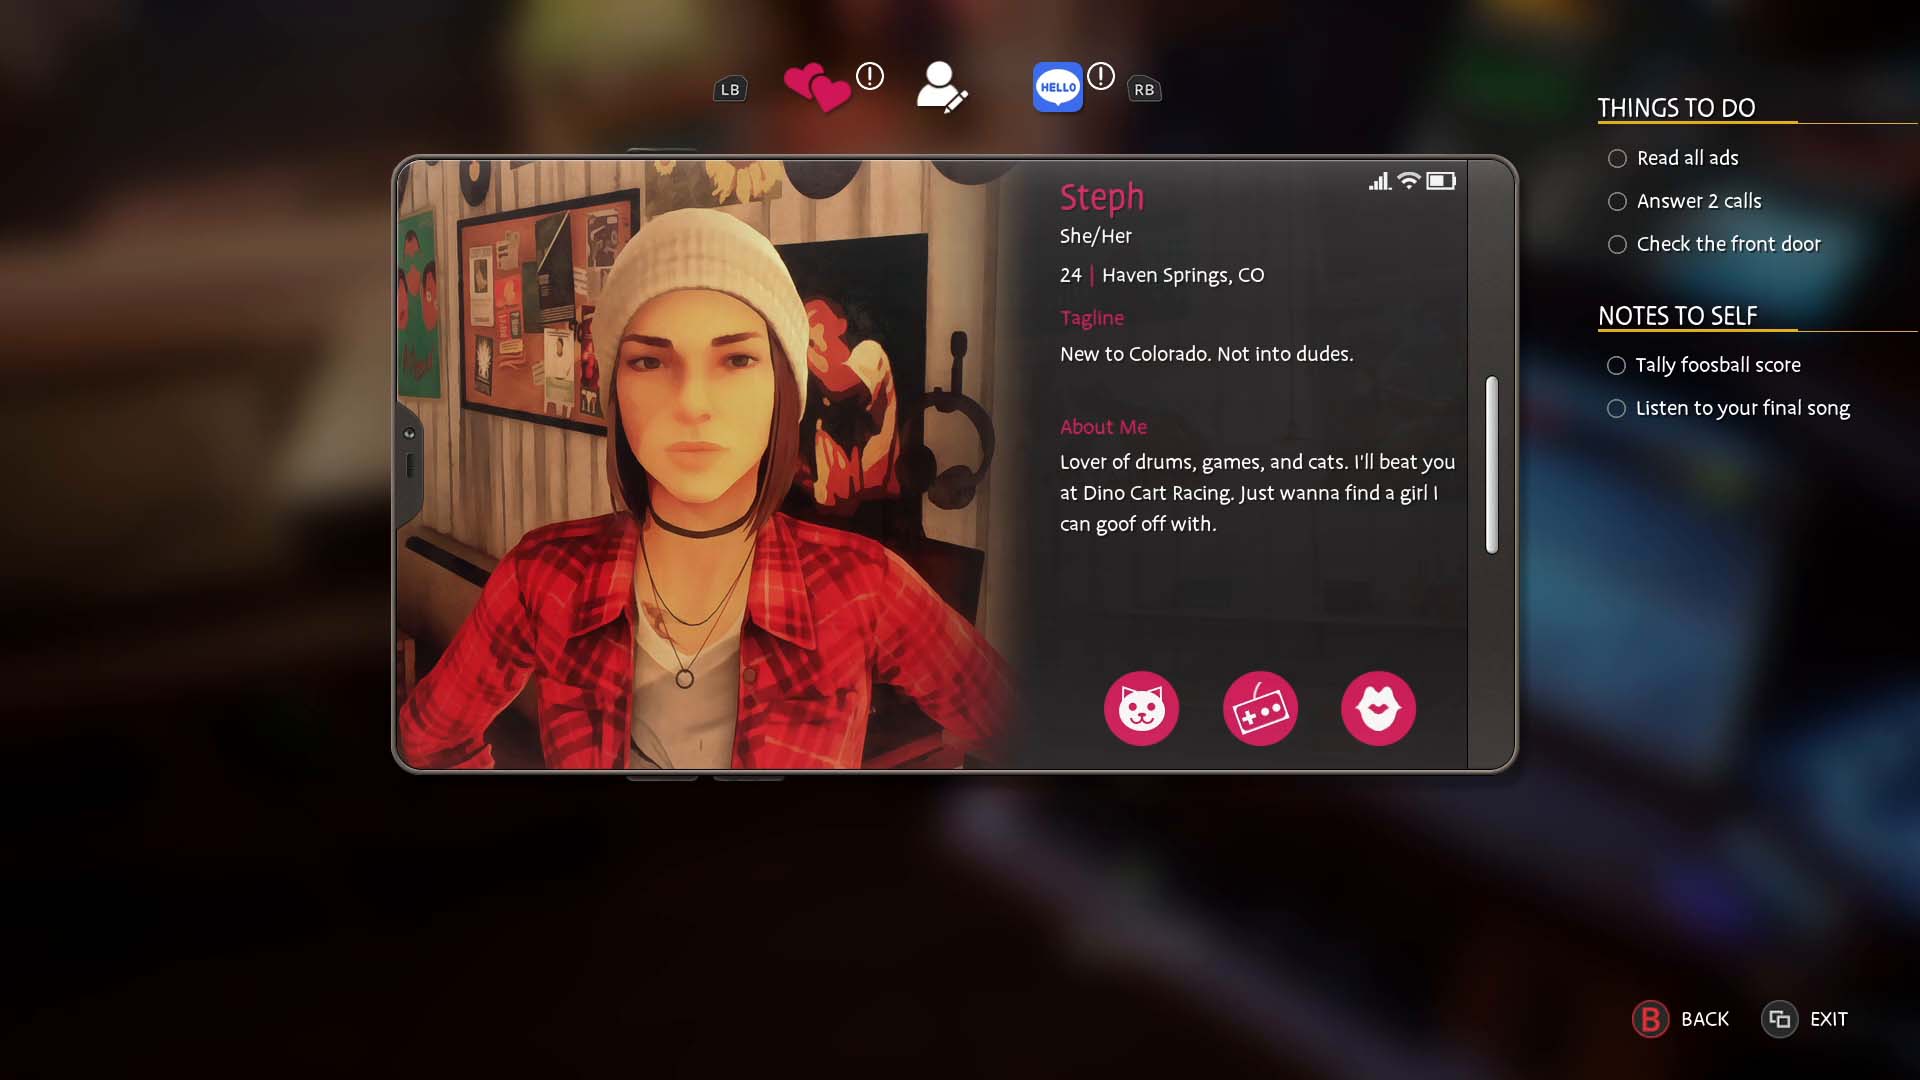 LB
HELLO
RB
THINGS TO DO
Read all ads
Answer 2 calls
Check the front door
NOTES TO SELF
Tally foosball score
Listen to your final song
Steph
She/Her
24 | Haven Springs, CO
Tagline
New to Colorado. Not into dudes.
About Me
Lover of drums, games, and cats. I'll beat you
at Dino Cart Racing. Just wanna find a girl I
can goof off with.
B BACK
EXIT